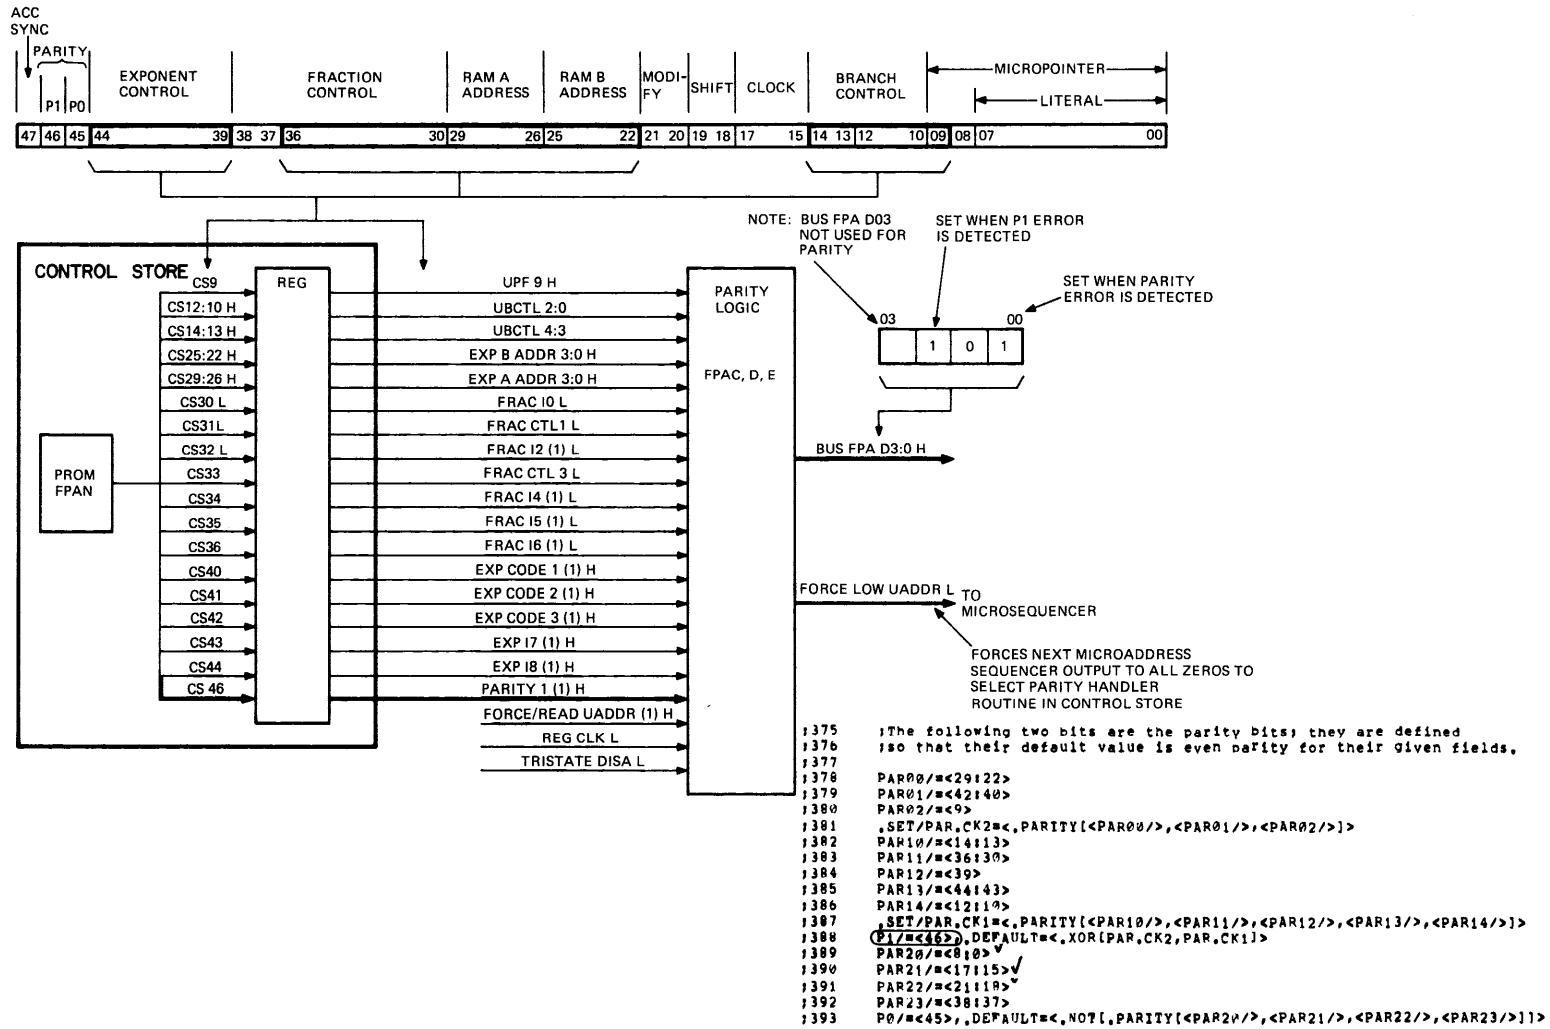 ACC
SYNC
PARITY
P1 P0
EXPONENT
CONTROL
FRACTION
CONTROL
RAM A
ADDRESS
RAM B
ADDRESS
MODI-
FY
SHIFT
CLOCK
BRANCH
CONTROL
MICROPOINTER
LITERAL
47 46 45 44 39 38 37 36 30 29 26 25 22 21 20 19 18 17 15 14 13 12 10 09 08 07 00
NOTE: BUS FPA D03
NOT USED FOR
PARITY
SET WHEN P1 ERROR
IS DETECTED
SET WHEN PARITY
ERROR IS DETECTED
03 00
1 0 1
CONTROL STORE
REG
PROM
FPAN
CS9
CS12:10 H
CS14:13 H
CS25:22 H
CS29:26 H
CS30 L
CS31L
CS32 L
CS33
CS34
CS35
CS36
CS40
CS41
CS42
CS43
CS44
CS 46
UPF 9 H
UBCTL 2:0
UBCTL 4:3
EXP B ADDR 3:0 H
EXP A ADDR 3:0 H
FRAC I0 L
FRAC CTL1 L
FRAC I2 (1) L
FRAC CTL 3 L
FRAC I4 (1) L
FRAC I5 (1) L
FRAC I6 (1) L
EXP CODE 1 (1) H
EXP CODE 2 (1) H
EXP CODE 3 (1) H
EXP I7 (1) H
EXP I8 (1) H
PARITY 1 (1) H
FORCE/READ UADDR (1) H
REG CLK L
TRISTATE DISA L
PARITY
LOGIC
FPAC, D, E
BUS FPA D3:0 H
FORCE LOW UADDR L
TO
MICROSEQUENCER
FORCES NEXT MICROADDRESS
SEQUENCER OUTPUT TO ALL ZEROS TO
SELECT PARITY HANDLER
ROUTINE IN CONTROL STORE
;375 ;The following two bits are the parity bits; they are defined
;376 ;so that their default value is even parity for their given fields.
;377
;378 PAR00/=<29:22>
;379 PAR01/=<42:40>
;380 PAR02/=<9>
;381 .SET/PAR.CK2=<.PARITY[<PAR00/>,<PAR01/>,<PAR02/>]>
;382 PAR10/=<14:13>
;383 PAR11/=<36:30>
;384 PAR12/=<39>
;385 PAR13/=<44:43>
;386 PAR14/=<12:10>
;387 .SET/PAR.CK1=<.PARITY[<PAR10/>,<PAR11/>,<PAR12/>,<PAR13/>,<PAR14/>]>
;388 P1/=<46>,.DEFAULT=<.XOR[PAR.CK2,PAR.CK1]>
;389 PAR20/=<8:0>
;390 PAR21/=<17:15>
;391 PAR22/=<21:18>
;392 PAR23/=<38:37>
;393 P0/=<45>,.DEFAULT=<.NOT[.PARITY[<PAR20/>,<PAR21/>,<PAR22/>,<PAR23/>]]>